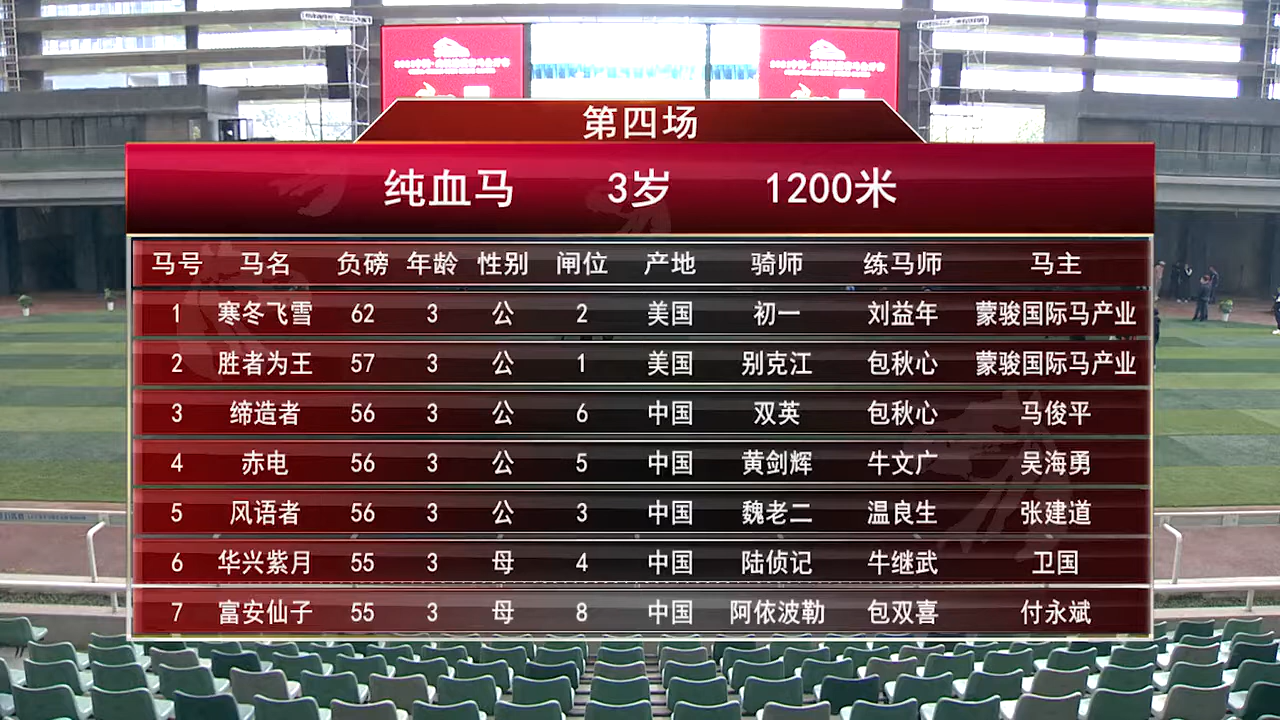 第四场
纯血马 3岁 1200米
马号 马名 负磅 年龄 性别 闸位 产地 骑师 练马师 马主
1 寒冬飞雪 62 3 公 2 美国 初一 刘益年 蒙骏国际马产业
2 胜者为王 57 3 公 1 美国 别克江 包秋心 蒙骏国际马产业
3 缔造者 56 3 公 6 中国 双英 包秋心 马俊平
4 赤电 56 3 公 5 中国 黄剑辉 牛文广 吴海勇
5 风语者 56 3 公 3 中国 魏老二 温良生 张建道
6 华兴紫月 55 3 母 4 中国 陆侦记 牛继武 卫国
7 富安仙子 55 3 母 8 中国 阿依波勒 包双喜 付永斌